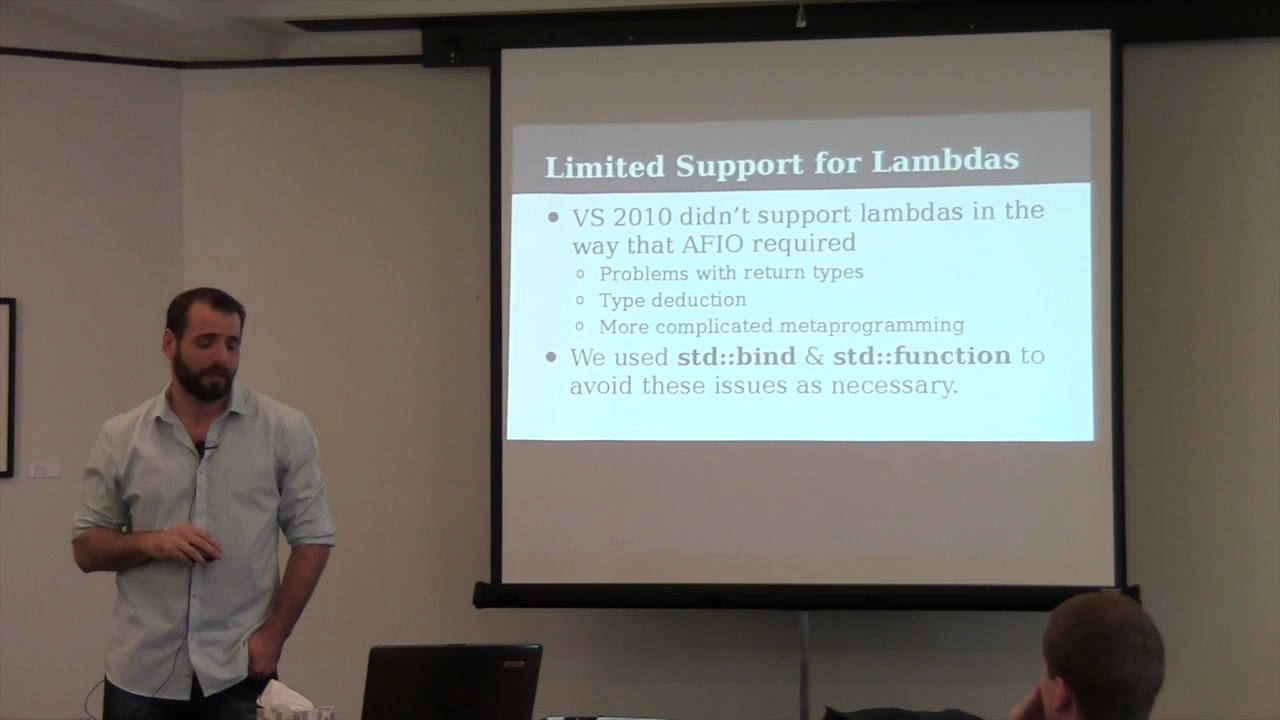 Limited Support for Lambdas
● VS 2010 didn't support lambdas in the
way that AFIO required
○ Problems with return types
○ Type deduction
○ More complicated metaprogramming
● We used std::bind & std::function to
avoid these issues as necessary.